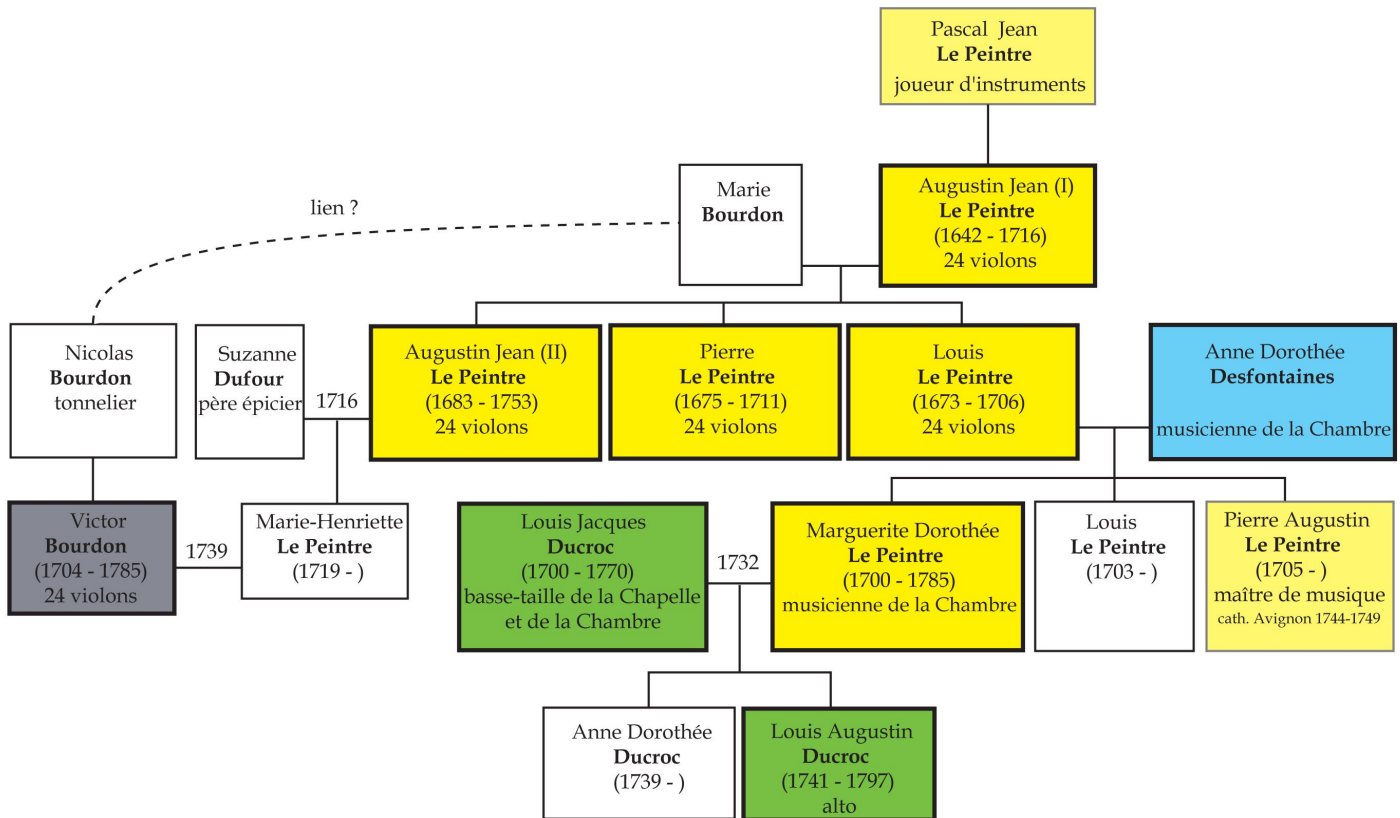 Pascal Jean
Le Peintre
joueur d'instruments
Marie
Bourdon
Augustin Jean (I)
Le Peintre
(1642 - 1716)
24 violons
lien ?
Nicolas
Bourdon
tonnelier
Suzanne
Dufour
père épicier
1716
Augustin Jean (II)
Le Peintre
(1683 - 1753)
24 violons
Pierre
Le Peintre
(1675 - 1711)
24 violons
Louis
Le Peintre
(1673 - 1706)
24 violons
Anne Dorothée
Desfontaines
musicienne de la Chambre
Victor
Bourdon
(1704 - 1785)
24 violons
1739
Marie-Henriette
Le Peintre
(1719 - )
Louis Jacques
Ducroc
(1700 - 1770)
basse-taille de la Chapelle
et de la Chambre
1732
Marguerite Dorothée
Le Peintre
(1700 - 1785)
musicienne de la Chambre
Louis
Le Peintre
(1703 - )
Pierre Augustin
Le Peintre
(1705 - )
maître de musique
cath. Avignon 1744-1749
Anne Dorothée
Ducroc
(1739 - )
Louis Augustin
Ducroc
(1741 - 1797)
alto